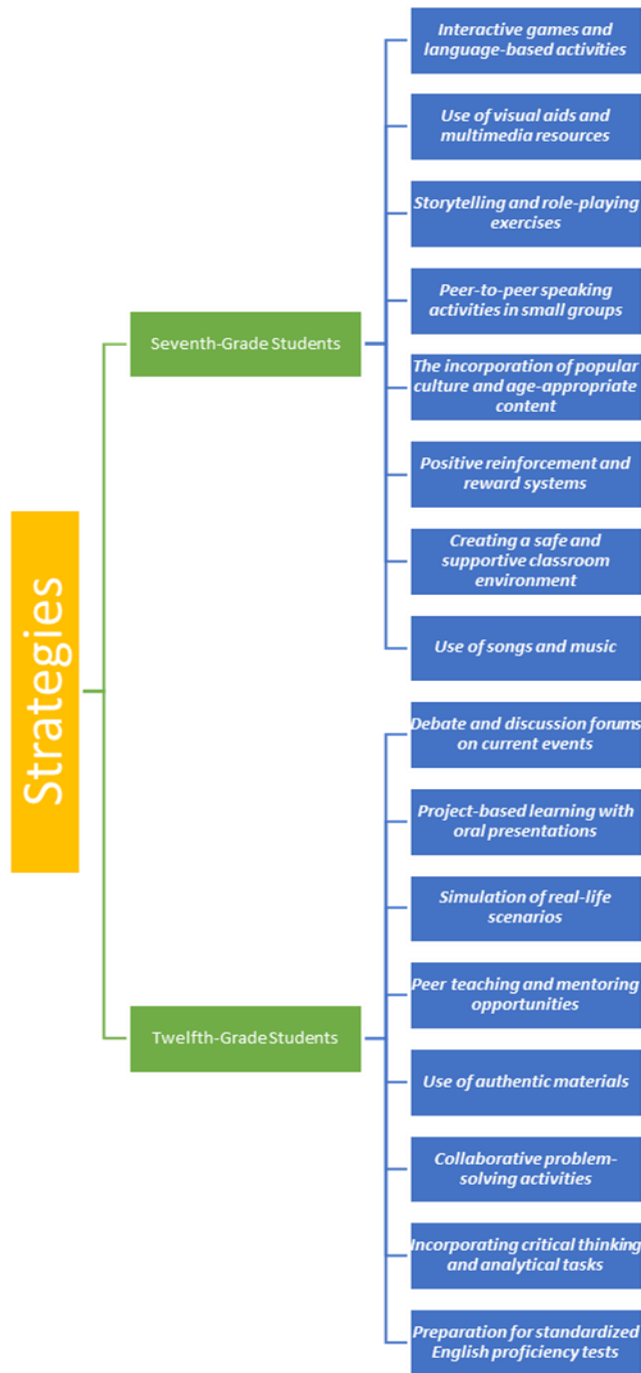 Strategies
Seventh-Grade Students
Interactive games and
language-based activities
Use of visual aids and
multimedia resources
Storytelling and role-playing
exercises
Peer-to-peer speaking
activities in small groups
The incorporation of popular
culture and age-appropriate
content
Positive reinforcement and
reward systems
Creating a safe and
supportive classroom
environment
Use of songs and music
Twelfth-Grade Students
Debate and discussion forums
on current events
Project-based learning with
oral presentations
Simulation of real-life
scenarios
Peer teaching and mentoring
opportunities
Use of authentic materials
Collaborative problem-
solving activities
Incorporating critical thinking
and analytical tasks
Preparation for standardized
English proficiency tests